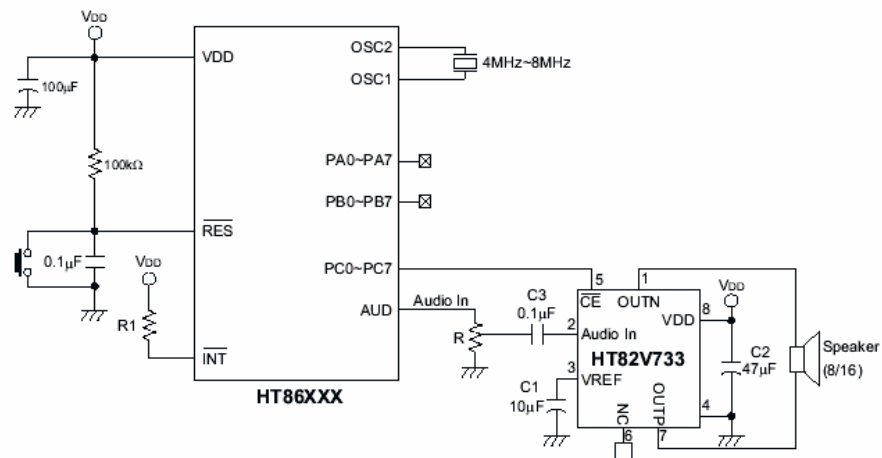 VDD
100μF
100kΩ
0.1μF
VDD
R1
VDD
RES
INT
OSC2
OSC1
PA0~PA7
PB0~PB7
PC0~PC7
AUD
HT86XXX
4MHz~8MHz
Audio In
R
C3
0.1μF
C1
10μF
5
1
CE
OUTN
2
Audio In
VDD
8
HT82V733
3
VREF
NC
OUTP
6
7
4
VDD
C2
47μF
Speaker
(8/16)